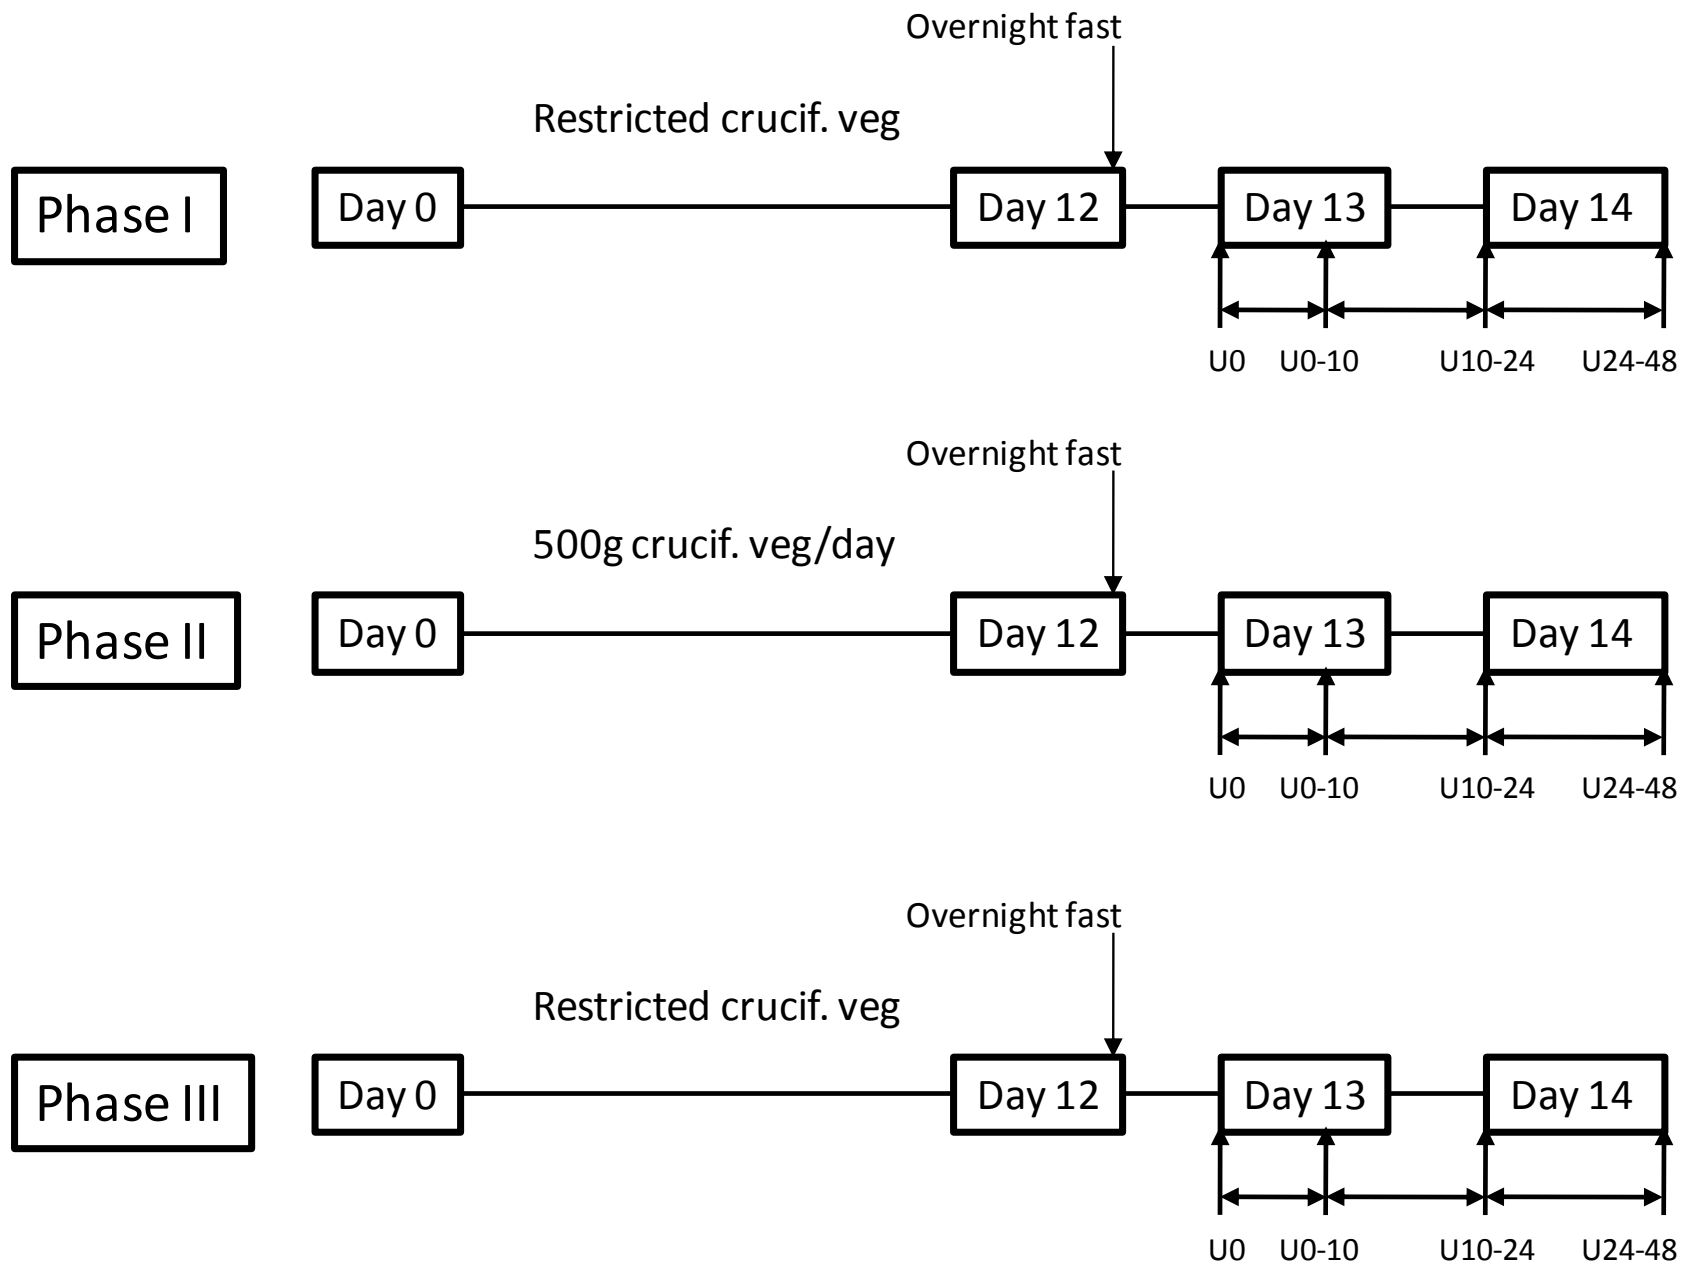 Overnight fast
Restricted crucif. veg
Phase I
Day 0
Day 12
Day 13
Day 14
U0
U0-10
U10-24
U24-48
Overnight fast
500g crucif. veg/day
Phase II
Day 0
Day 12
Day 13
Day 14
U0
U0-10
U10-24
U24-48
Overnight fast
Restricted crucif. veg
Phase III
Day 0
Day 12
Day 13
Day 14
U0
U0-10
U10-24
U24-48